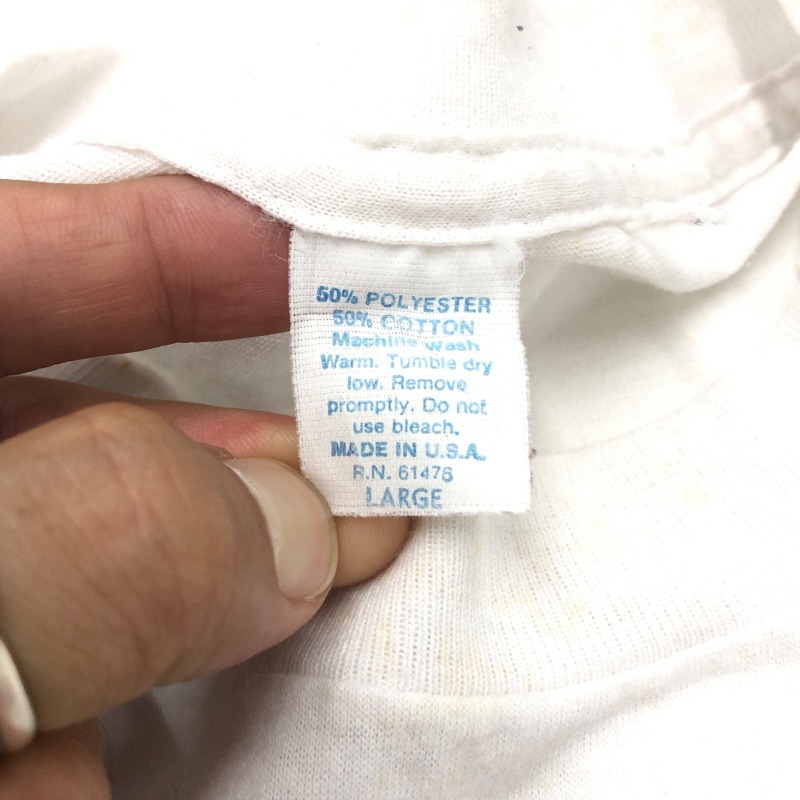 50% POLYESTER
50% COTTON
Machine wash
Warm. Tumble dry
low. Remove
promptly. Do not
use bleach.
MADE IN U.S.A.
R.N. 61476
LARGE